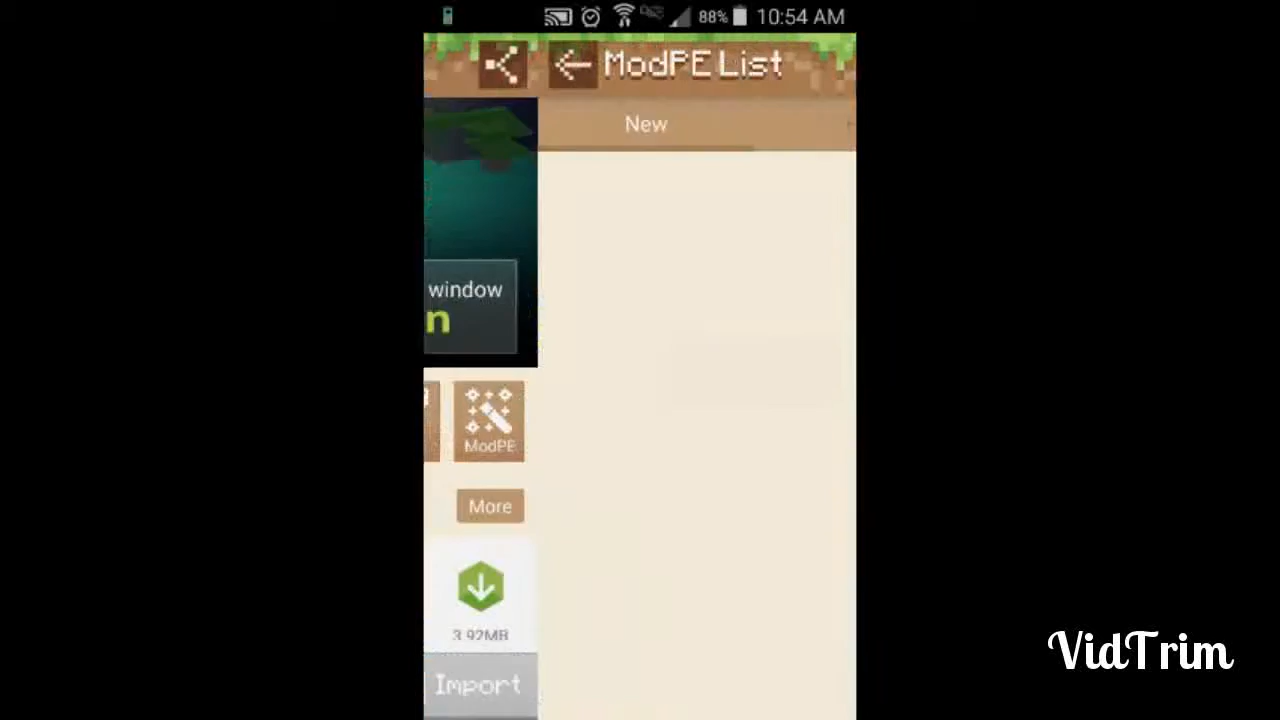 88% 10:54 AM
ModPE List
New
window
n
ModPE
More
3.92MB
Import
VidTrim